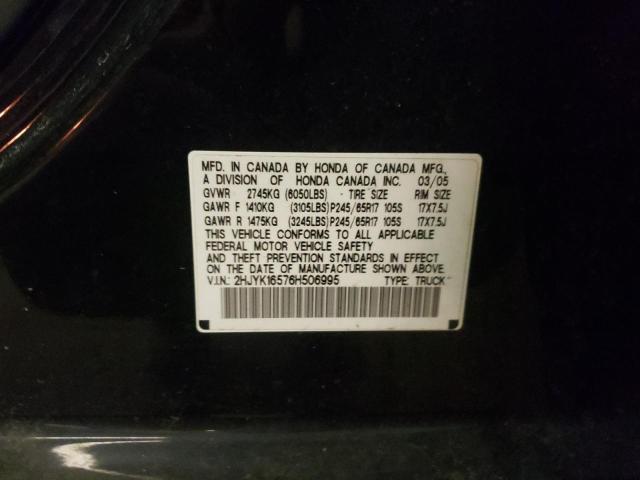 MFD. IN CANADA BY HONDA OF CANADA MFG.,
A DIVISION OF HONDA CANADA INC. 03/05
GVWR 2745KG (6050LBS) TIRE SIZE RIM SIZE
GAWR F 1410KG (3105LBS) P245/65R17 105S 17X7.5J
GAWR R 1475KG (3245LBS) P245/65R17 105S 17X7.5J
THIS VEHICLE CONFORMS TO ALL APPLICABLE
FEDERAL MOTOR VEHICLE SAFETY
AND THEFT PREVENTION STANDARDS IN EFFECT
ON THE DATE OF MANUFACTURE SHOWN ABOVE.
V.I.N.: 2HJYK16576H506995 TYPE: TRUCK